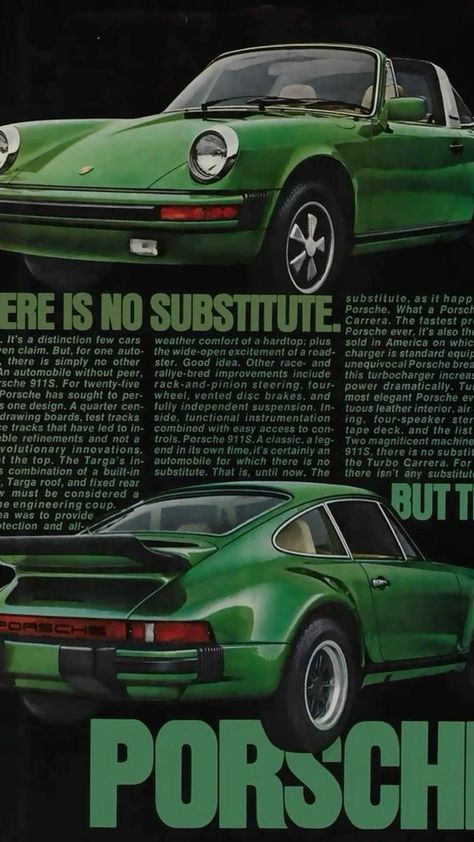 ERE IS NO SUBSTITUTE.
. It's a distinction few cars
en claim. But, for one auto-
, there is simply no other
An automobile without peer,
rsche 911S. For twenty-five
Porsche has sought to per-
s one design. A quarter cen-
drawing boards, test tracks
ce tracks that have led to in-
ble refinements and not a
evolutionary innovations.
t the top. The Targa's in-
s combination of a built-in
, Targa roof, and fixed rear
w must be considered a
e engineering coup.
ea was to provide
otection and all-
weather comfort of a hardtop; plus
the wide-open excitement of a road-
ster. Good idea. Other race- and
rallye-bred improvements include
rack-and-pinion steering, four-
wheel, vented disc brakes, and
fully independent suspension. In-
side, functional instrumentation
combined with easy access to con-
trols. Porsche 911S. A classic, a leg-
end in its own time, it's certainly an
automobile for which there is no
substitute. That is, until now. The
substitute, as it happ
Porsche. What a Porsc
Carrera. The fastest pr
Porsche ever, it's also the
sold in America on which
charger is standard equip
unequivocal Porsche brea
this turbocharger increas
power dramatically. Tu
most elegant Porsche ev
tuous leather interior, air
ing, four-speaker ster
tape deck, and the list
Two magnificent machine
911S, there is no substit
the Turbo Carrera. For
there isn't any substitut
BUT TH
PORSCHE
PORSCH